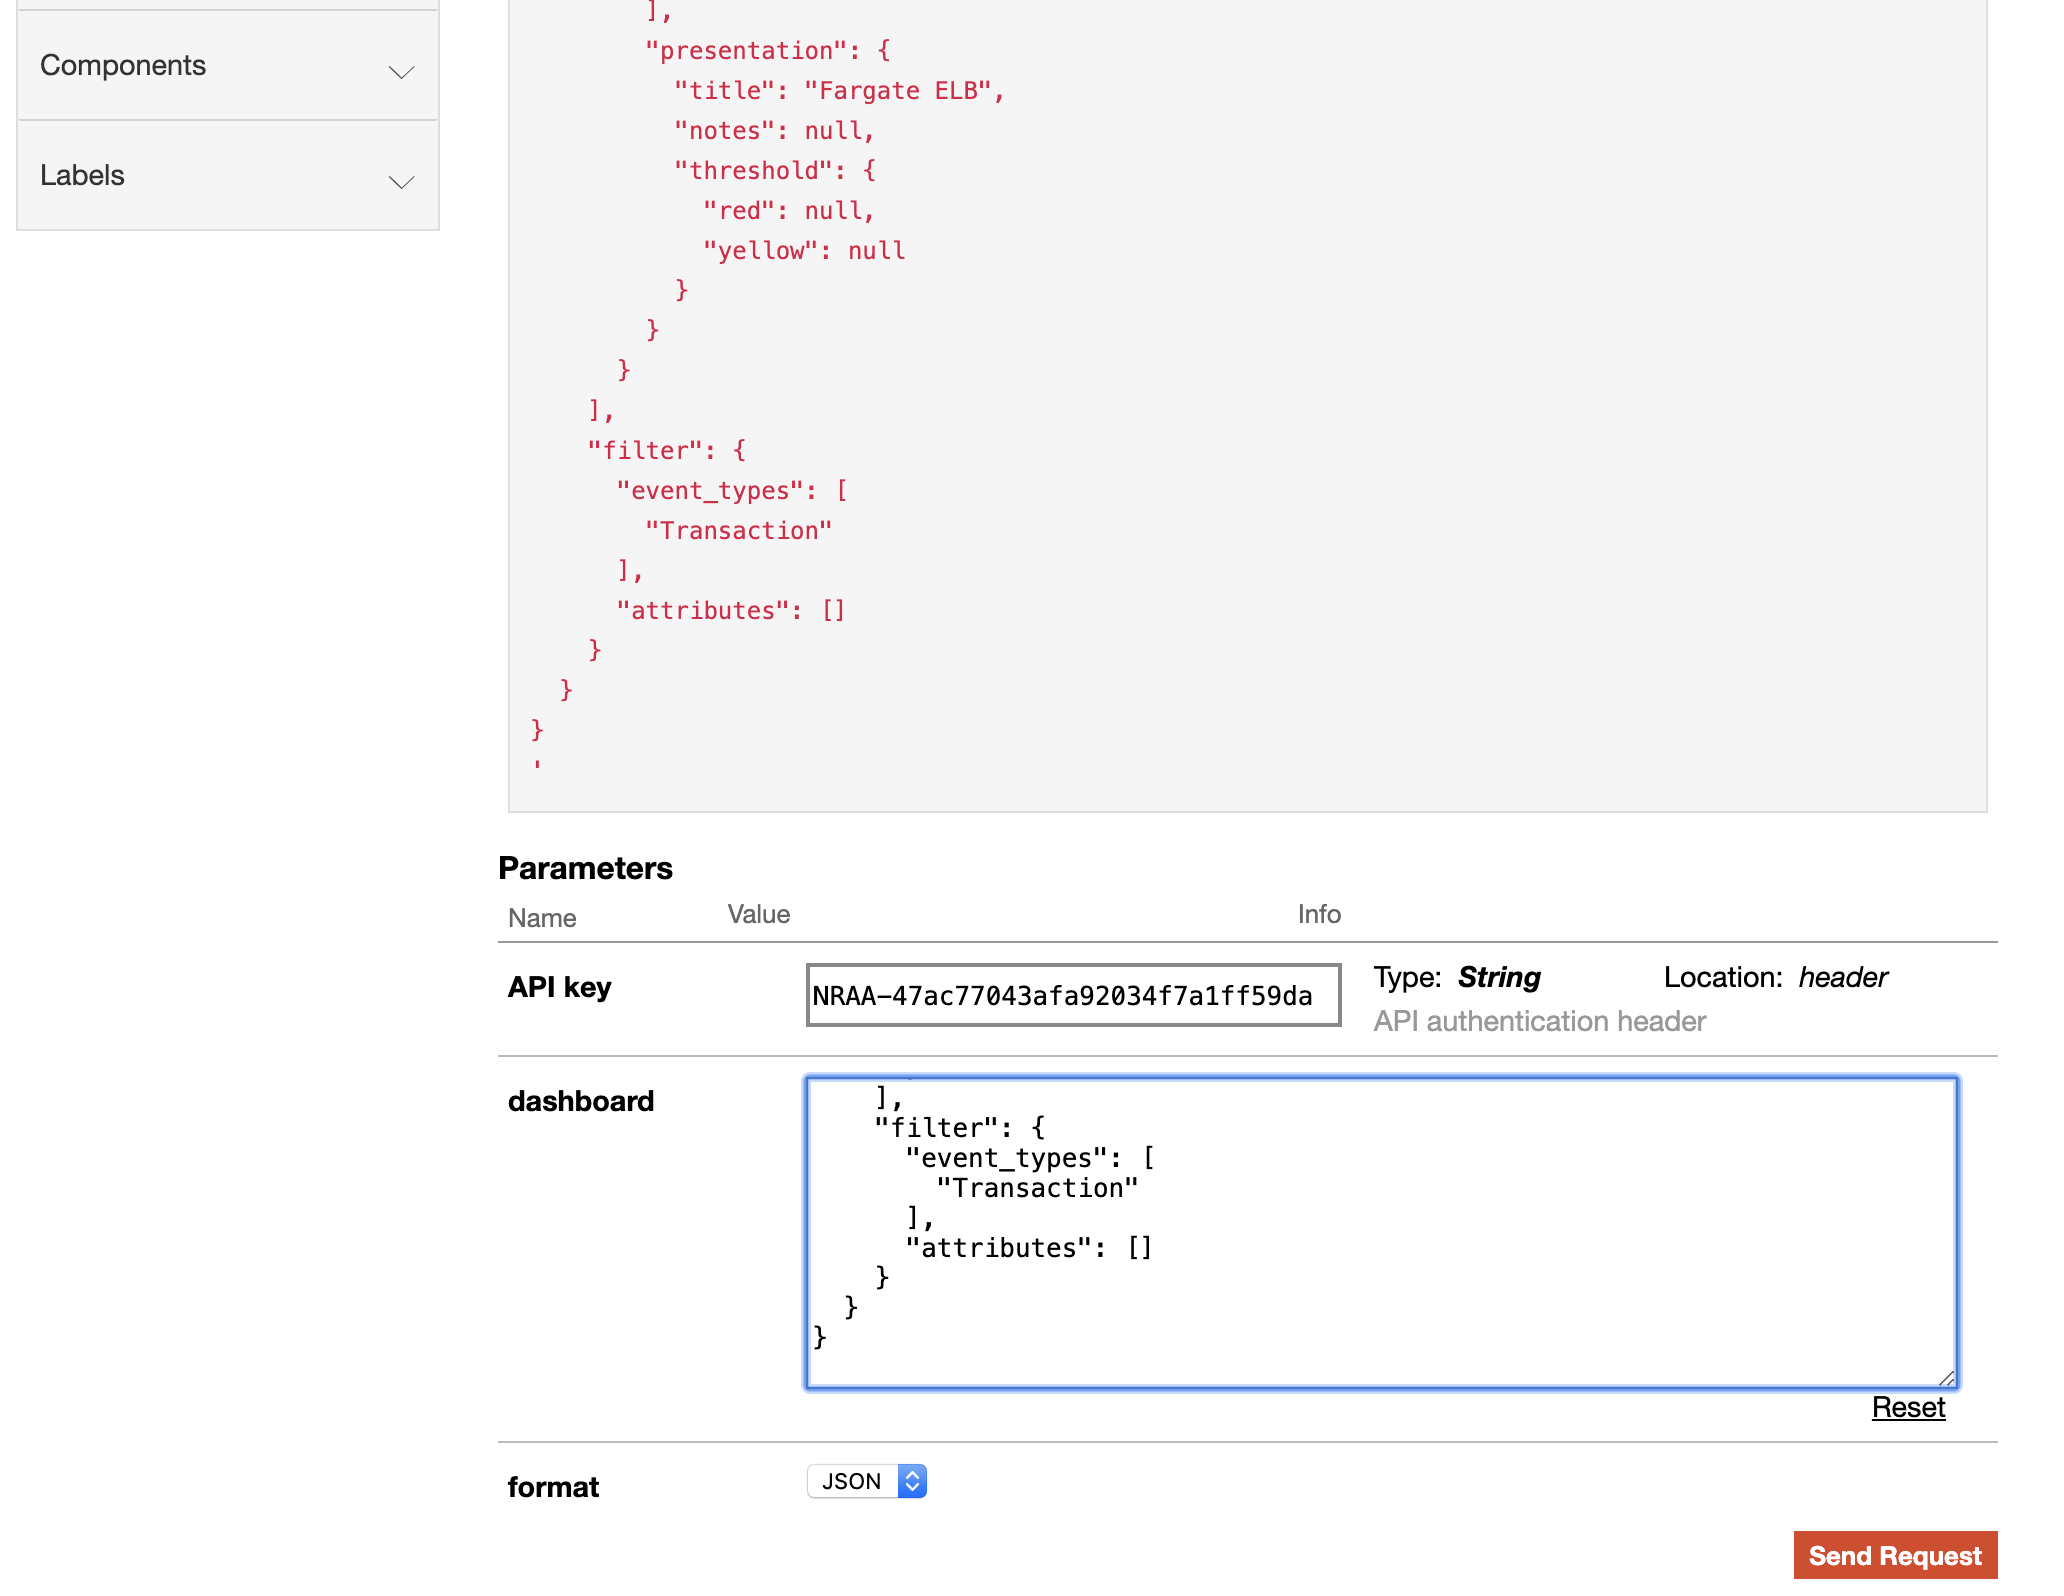 Components
Labels
],
"presentation": {
"title": "Fargate ELB",
"notes": null,
"threshold": {
"red": null,
"yellow": null
}
}
}
],
"filter": {
"event_types": [
"Transaction"
],
"attributes": []
}
}
}
'
Parameters
Name Value Info
API key NRAA-47ac77043afa92034f7a1ff59da Type: String Location: header
API authentication header
dashboard
],
"filter": {
"event_types": [
"Transaction"
],
"attributes": []
}
}
}
Reset
format JSON
Send Request